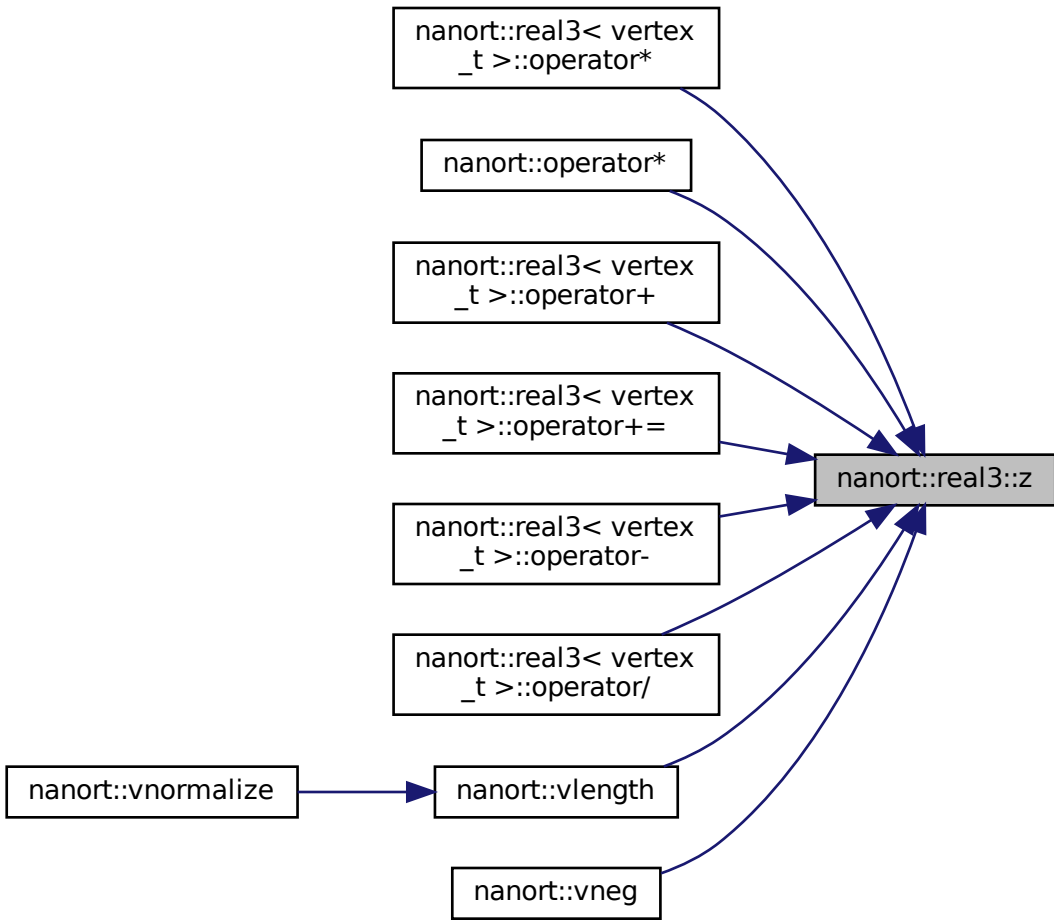 nanort::real3< vertex
_t >::operator*
nanort::operator*
nanort::real3< vertex
_t >::operator+
nanort::real3< vertex
_t >::operator+=
nanort::real3::z
nanort::real3< vertex
_t >::operator-
nanort::real3< vertex
_t >::operator/
nanort::vnormalize
nanort::vlength
nanort::vneg